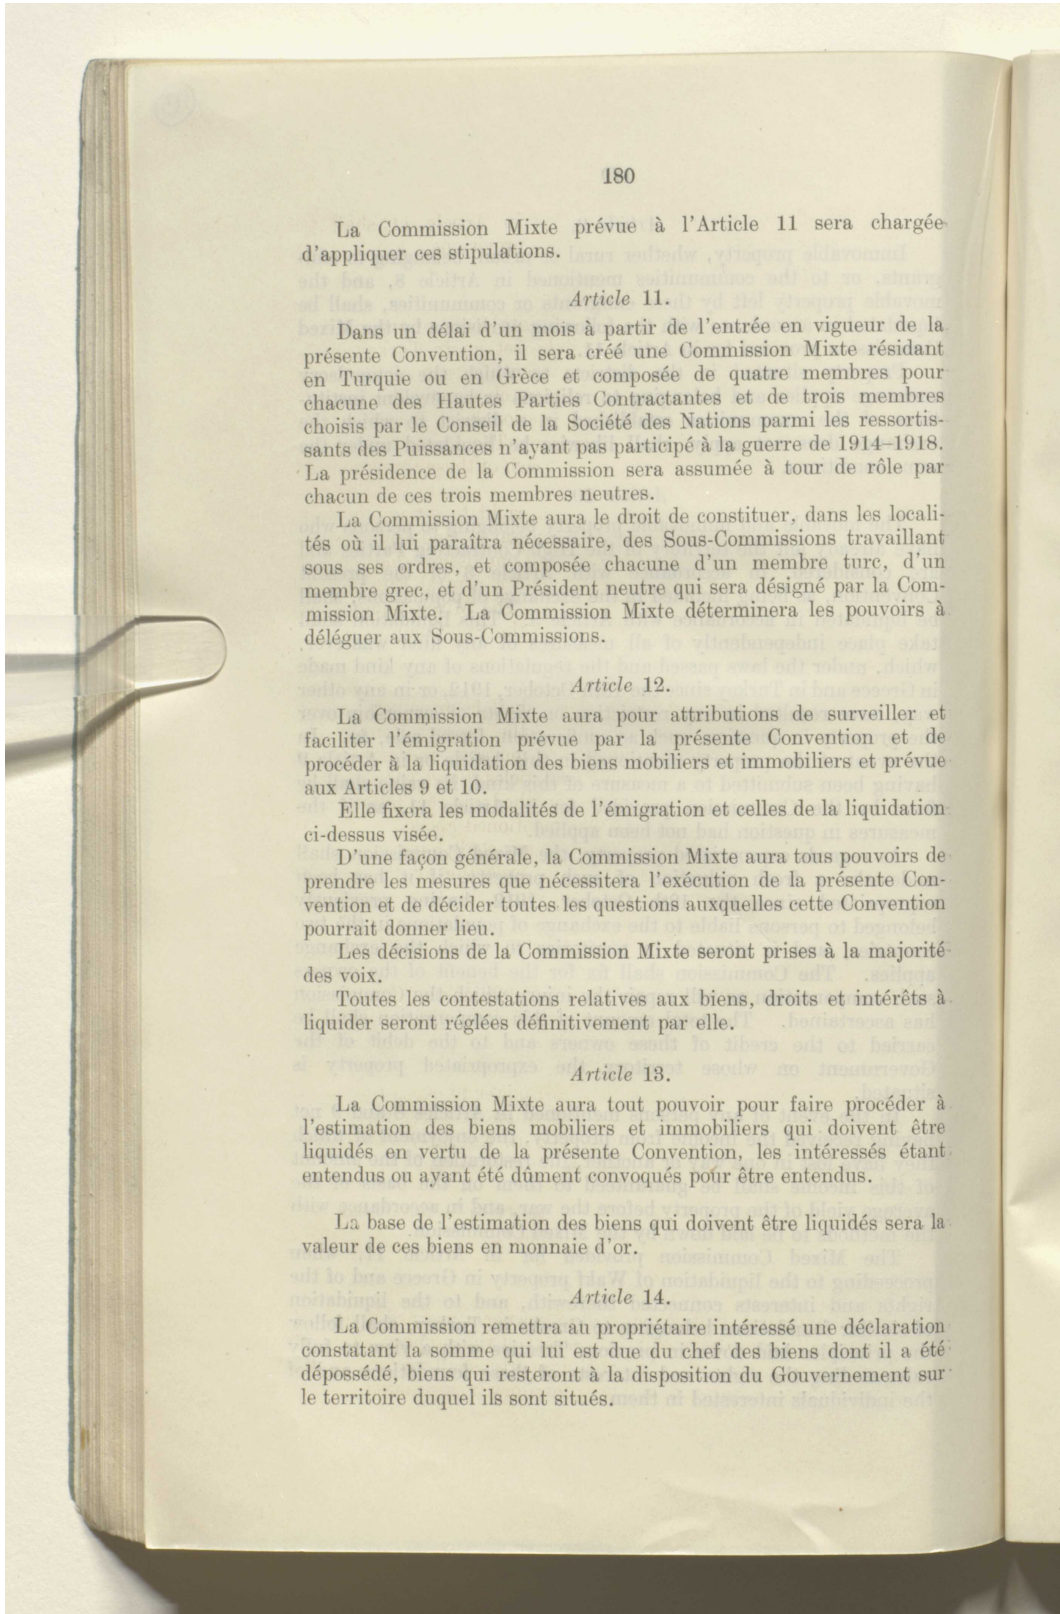 180
La Commission Mixte prévue à l'Article 11 sera chargée
d'appliquer ces stipulations.
Article 11.
Dans un délai d'un mois à partir de l'entrée en vigueur de la
présente Convention, il sera créé une Commission Mixte résidant
en Turquie ou en Grèce et composée de quatre membres pour
chacune des Hautes Parties Contractantes et de trois membres
choisis par le Conseil de la Société des Nations parmi les ressortis-
sants des Puissances n'ayant pas participé à la guerre de 1914–1918.
La présidence de la Commission sera assumée à tour de rôle par
chacun de ces trois membres neutres.
La Commission Mixte aura le droit de constituer, dans les locali-
tés où il lui paraîtra nécessaire, des Sous-Commissions travaillant
sous ses ordres, et composée chacune d'un membre turc, d'un
membre grec, et d'un Président neutre qui sera désigné par la Com-
mission Mixte. La Commission Mixte déterminera les pouvoirs à
déléguer aux Sous-Commissions.
Article 12.
La Commission Mixte aura pour attributions de surveiller et
faciliter l'émigration prévue par la présente Convention et de
procéder à la liquidation des biens mobiliers et immobiliers et prévue
aux Articles 9 et 10.
Elle fixera les modalités de l'émigration et celles de la liquidation
ci-dessus visée.
D'une façon générale, la Commission Mixte aura tous pouvoirs de
prendre les mesures que nécessitera l'exécution de la présente Con-
vention et de décider toutes les questions auxquelles cette Convention
pourrait donner lieu.
Les décisions de la Commission Mixte seront prises à la majorité
des voix.
Toutes les contestations relatives aux biens, droits et intérêts à
liquider seront réglées définitivement par elle.
Article 13.
La Commission Mixte aura tout pouvoir pour faire procéder à
l'estimation des biens mobiliers et immobiliers qui doivent être
liquidés en vertu de la présente Convention, les intéressés étant
entendus ou ayant été dûment convoqués pour être entendus.
La base de l'estimation des biens qui doivent être liquidés sera la
valeur de ces biens en monnaie d'or.
Article 14.
La Commission remettra au propriétaire intéressé une déclaration
constatant la somme qui lui est due du chef des biens dont il a été
dépossédé, biens qui resteront à la disposition du Gouvernement sur
le territoire duquel ils sont situés.